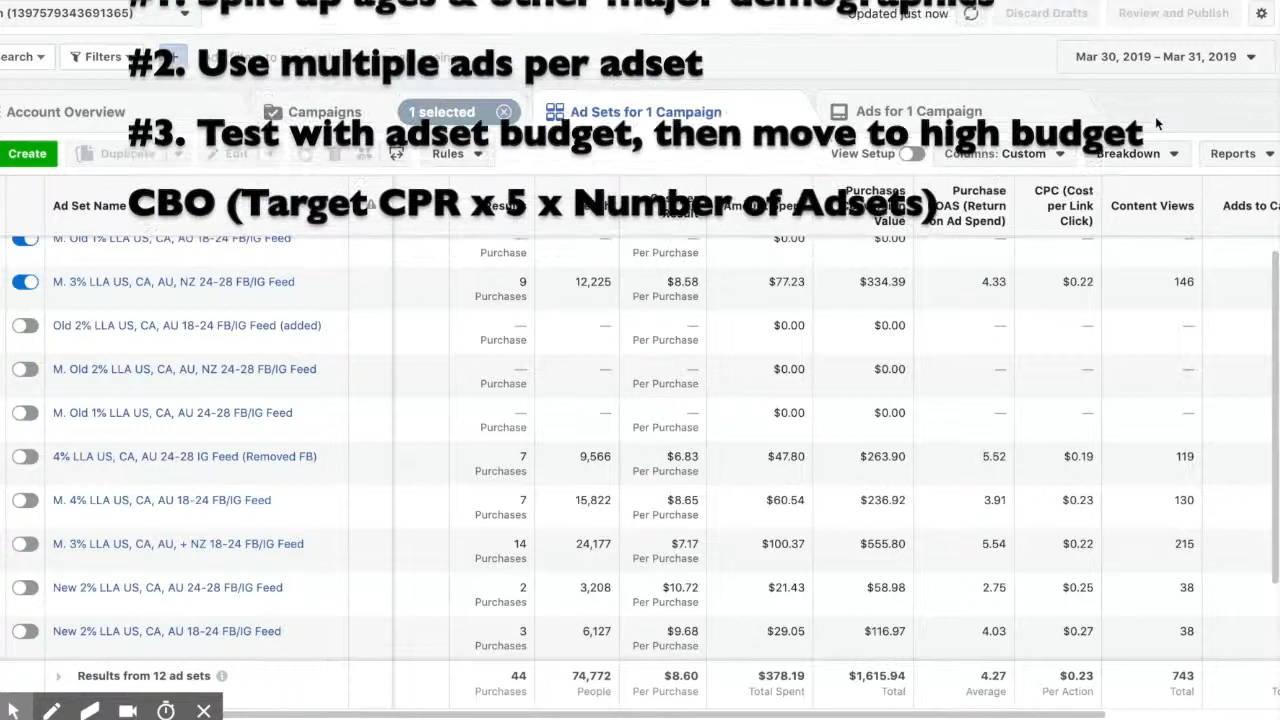 #1. Split up ages & other major demographics
n (1397579343691365)
Updated just now
Discard Drafts
Review and Publish
earch
Filters
#2. Use multiple ads per adset
Mar 30, 2019 – Mar 31, 2019
Account Overview
Campaigns
1 selected
Ad Sets for 1 Campaign
Ads for 1 Campaign
#3. Test with adset budget, then move to high budget
Create
Duplicate
Edit
Rules
View Setup
Columns: Custom
Breakdown
Reports
CBO (Target CPR x 5 x Number of Adsets)
Ad Set Name
Results
Purchases
Value
Purchase
ROAS (Return
on Ad Spend)
CPC (Cost
per Link
Click)
Content Views
Adds to Ca
M. Old 1% LLA US, CA, AU 18-24 FB/IG Feed — — — $0.00 $0.00 — — —
Purchase Per Purchase
M. 3% LLA US, CA, AU, NZ 24-28 FB/IG Feed 9 12,225 $8.58 $77.23 $334.39 4.33 $0.22 146
Purchases Per Purchase
Old 2% LLA US, CA, AU 18-24 FB/IG Feed (added) — — — $0.00 $0.00 — — —
Purchase Per Purchase
M. Old 2% LLA US, CA, AU, NZ 24-28 FB/IG Feed — — — $0.00 $0.00 — — —
Purchase Per Purchase
M. Old 1% LLA US, CA, AU 24-28 FB/IG Feed — — — $0.00 $0.00 — — —
Purchase Per Purchase
4% LLA US, CA, AU 24-28 IG Feed (Removed FB) 7 9,566 $6.83 $47.80 $263.90 5.52 $0.19 119
Purchases Per Purchase
M. 4% LLA US, CA, AU 18-24 FB/IG Feed 7 15,822 $8.65 $60.54 $236.92 3.91 $0.23 130
Purchases Per Purchase
M. 3% LLA US, CA, AU, + NZ 18-24 FB/IG Feed 14 24,177 $7.17 $100.37 $555.80 5.54 $0.22 215
Purchases Per Purchase
New 2% LLA US, CA, AU 24-28 FB/IG Feed 2 3,208 $10.72 $21.43 $58.98 2.75 $0.25 38
Purchases Per Purchase
New 2% LLA US, CA, AU 18-24 FB/IG Feed 3 6,127 $9.68 $29.05 $116.97 4.03 $0.27 38
Purchases Per Purchase
Results from 12 ad sets 44 74,772 $8.60 $378.19 $1,615.94 4.27 $0.23 743
Purchases People Per Purchase Total Spent Total Average Per Action Total